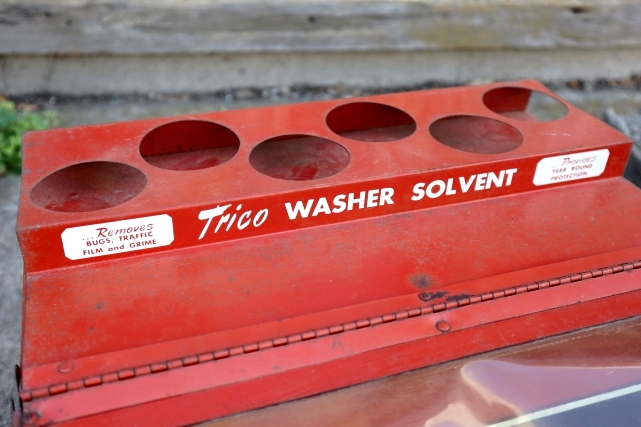 ...Removes
BUGS, TRAFFIC
FILM and GRIME
Trico WASHER SOLVENT
...Provides
YEAR ROUND
PROTECTION